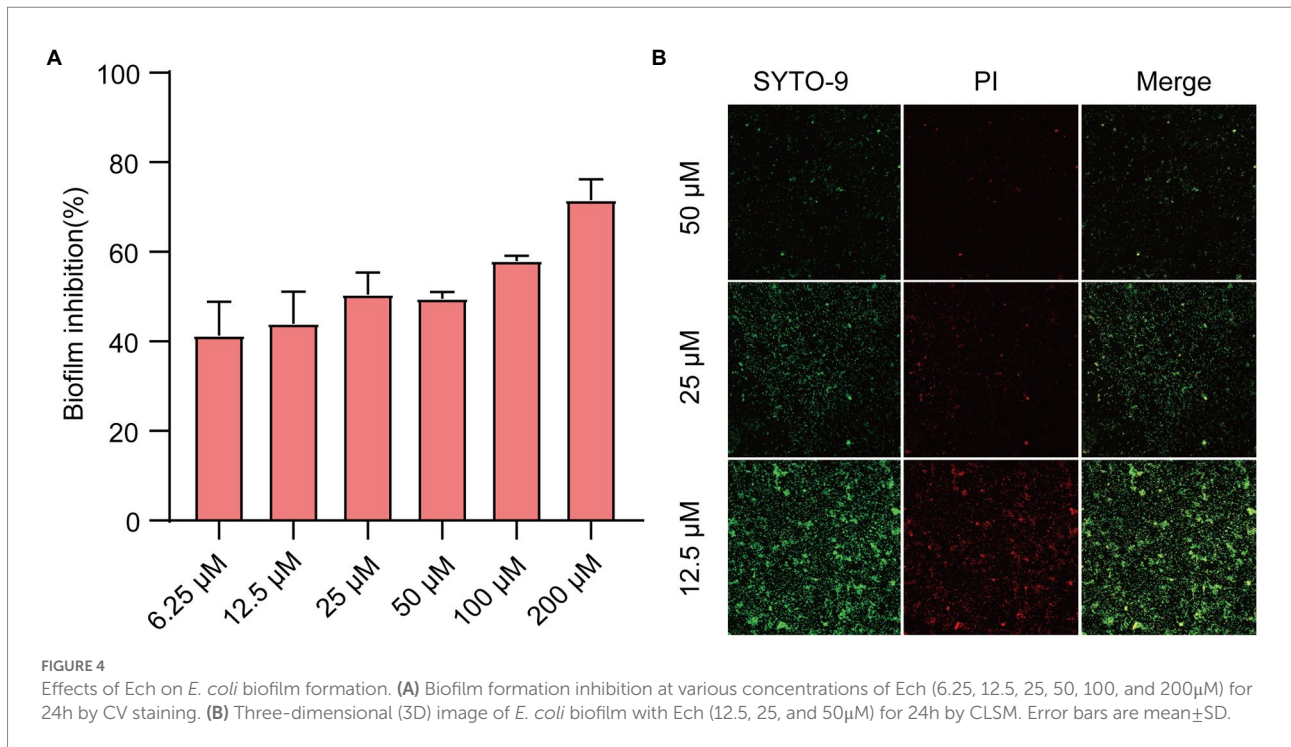 A
100
80
60
40
20
0
Biofilm inhibition(%)
6.25 μM
12.5 μM
25 μM
50 μM
100 μM
200 μM
B
SYTO-9 PI Merge
50 μM
25 μM
12.5 μM
FIGURE 4
Effects of Ech on E. coli biofilm formation. (A) Biofilm formation inhibition at various concentrations of Ech (6.25, 12.5, 25, 50, 100, and 200μM) for
24h by CV staining. (B) Three-dimensional (3D) image of E. coli biofilm with Ech (12.5, 25, and 50μM) for 24h by CLSM. Error bars are mean±SD.